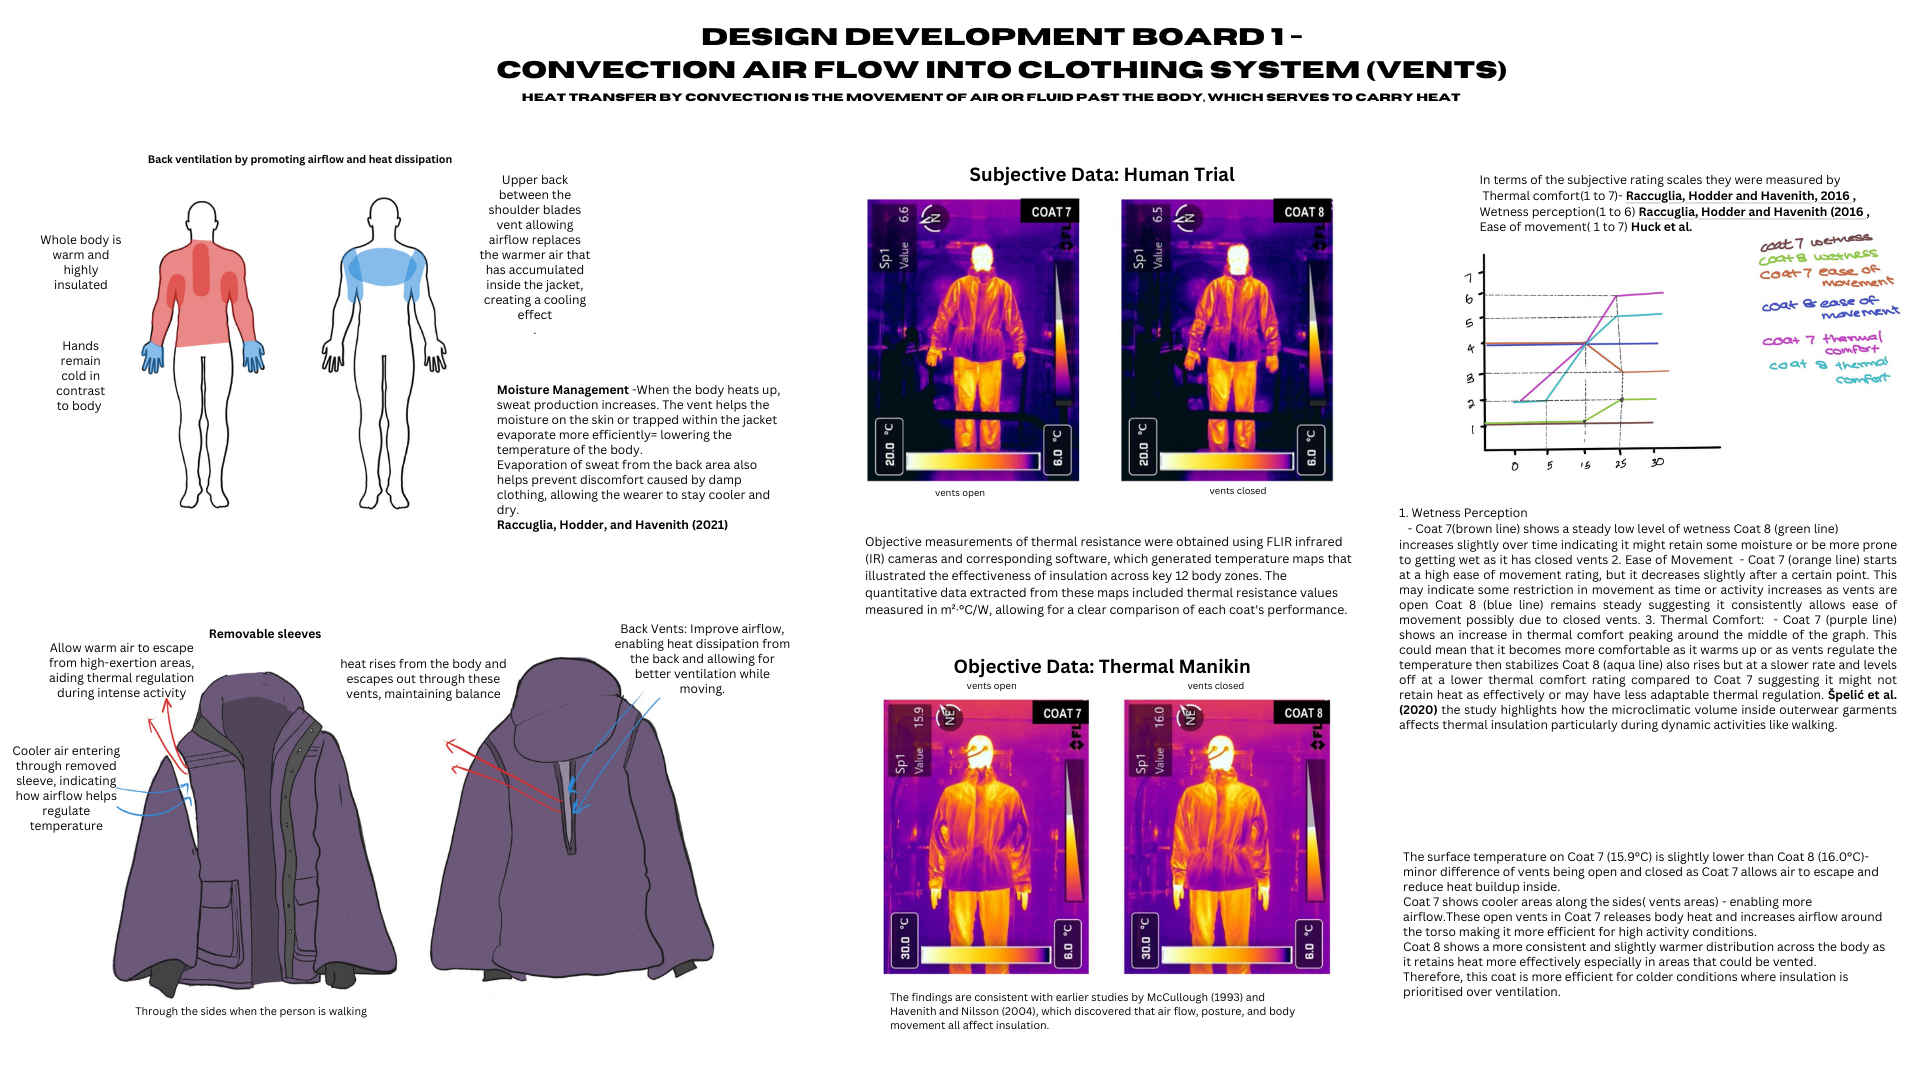 DESIGN DEVELOPMENT BOARD 1 -
CONVECTION AIR FLOW INTO CLOTHING SYSTEM (VENTS)
HEAT TRANSFER BY CONVECTION IS THE MOVEMENT OF AIR OR FLUID PAST THE BODY, WHICH SERVES TO CARRY HEAT
Back ventilation by promoting airflow and heat dissipation
Whole body is
warm and
highly
insulated
Hands
remain
cold in
contrast
to body
Upper back
between the
shoulder blades
vent allowing
airflow replaces
the warmer air that
has accumulated
inside the jacket,
creating a cooling
effect
.
Moisture Management -When the body heats up,
sweat production increases. The vent helps the
moisture on the skin or trapped within the jacket
evaporate more efficiently= lowering the
temperature of the body.
Evaporation of sweat from the back area also
helps prevent discomfort caused by damp
clothing, allowing the wearer to stay cooler and
dry.
Raccuglia, Hodder, and Havenith (2021)
Removable sleeves
Allow warm air to escape
from high-exertion areas,
aiding thermal regulation
during intense activity
Cooler air entering
through removed
sleeve, indicating
how airflow helps
regulate
temperature
heat rises from the body and
escapes out through these
vents, maintaining balance
Back Vents: Improve airflow,
enabling heat dissipation from
the back and allowing for
better ventilation while
moving.
Through the sides when the person is walking
Subjective Data: Human Trial
COAT 7
Sp1
Value 6.6
N
20.0 °C
6.0 °C
vents open
COAT 8
Sp1
Value 6.5
N
20.0 °C
6.0 °C
vents closed
Objective measurements of thermal resistance were obtained using FLIR infrared
(IR) cameras and corresponding software, which generated temperature maps that
illustrated the effectiveness of insulation across key 12 body zones. The
quantitative data extracted from these maps included thermal resistance values
measured in m²·°C/W, allowing for a clear comparison of each coat's performance.
Objective Data: Thermal Manikin
vents open
vents closed
COAT 7
Sp1
Value 15.9
NE
30.0 °C
6.0 °C
COAT 8
Sp1
Value 16.0
NE
30.0 °C
6.0 °C
The findings are consistent with earlier studies by McCullough (1993) and
Havenith and Nilsson (2004), which discovered that air flow, posture, and body
movement all affect insulation.
In terms of the subjective rating scales they were measured by
Thermal comfort(1 to 7)- Raccuglia, Hodder and Havenith, 2016 ,
Wetness perception(1 to 6) Raccuglia, Hodder and Havenith (2016 ,
Ease of movement( 1 to 7) Huck et al.
coat 7 wetness
coat 8 wetness
coat 7 ease of
movement
coat 8 ease of
movement
coat 7 thermal
comfort
coat 8 thermal
comfort
7
6
5
4
3
2
1
0 5 15 25 30
1. Wetness Perception
- Coat 7(brown line) shows a steady low level of wetness Coat 8 (green line)
increases slightly over time indicating it might retain some moisture or be more prone
to getting wet as it has closed vents 2. Ease of Movement - Coat 7 (orange line) starts
at a high ease of movement rating, but it decreases slightly after a certain point. This
may indicate some restriction in movement as time or activity increases as vents are
open Coat 8 (blue line) remains steady suggesting it consistently allows ease of
movement possibly due to closed vents. 3. Thermal Comfort: - Coat 7 (purple line)
shows an increase in thermal comfort peaking around the middle of the graph. This
could mean that it becomes more comfortable as it warms up or as vents regulate the
temperature then stabilizes Coat 8 (aqua line) also rises but at a slower rate and levels
off at a lower thermal comfort rating compared to Coat 7 suggesting it might not
retain heat as effectively or may have less adaptable thermal regulation. Špelić et al.
(2020) the study highlights how the microclimatic volume inside outerwear garments
affects thermal insulation particularly during dynamic activities like walking.
The surface temperature on Coat 7 (15.9°C) is slightly lower than Coat 8 (16.0°C)-
minor difference of vents being open and closed as Coat 7 allows air to escape and
reduce heat buildup inside.
Coat 7 shows cooler areas along the sides( vents areas) - enabling more
airflow.These open vents in Coat 7 releases body heat and increases airflow around
the torso making it more efficient for high activity conditions.
Coat 8 shows a more consistent and slightly warmer distribution across the body as
it retains heat more effectively especially in areas that could be vented.
Therefore, this coat is more efficient for colder conditions where insulation is
prioritised over ventilation.